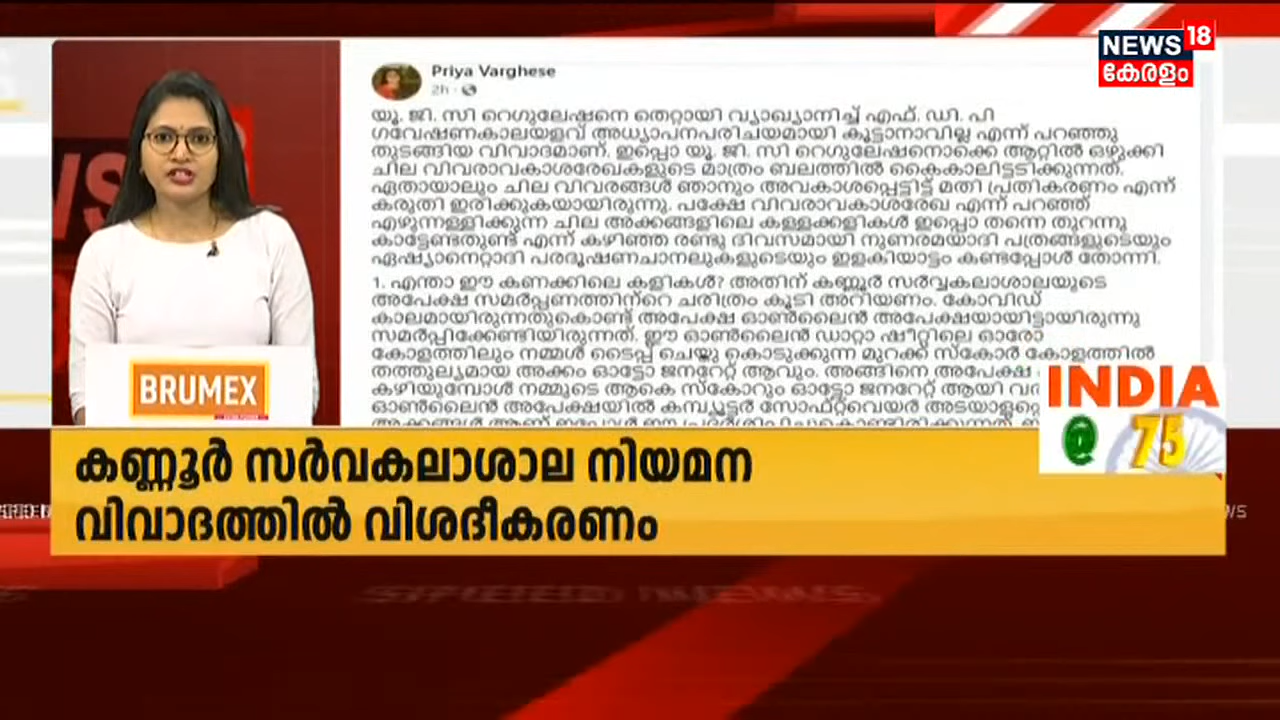 NEWS 18
കേരളം
Priya Varghese
2h
യൂ. ജി. സി റെഗുലേഷനെ തെറ്റായി വ്യാഖ്യാനിച്ച് എഫ്. ഡി. പി
ഗവേഷണകാലയളവ് അധ്യാപനപരിചയമായി കൂട്ടാനാവില്ല എന്ന് പറഞ്ഞു
തുടങ്ങിയ വിവാദമാണ്. ഇപ്പൊ യൂ. ജി. സി റെഗുലേഷനൊക്കെ ആറ്റിൽ ഒഴുക്കി
ചില വിവരാവകാശരേഖകളുടെ മാത്രം ബലത്തിൽ കൈകാലിട്ടടിക്കുന്നത്.
ഏതായാലും ചില വിവരങ്ങൾ ഞാനും അവകാശപ്പെട്ടിട്ട് മതി പ്രതികരണം എന്ന്
കരുതി ഇരിക്കുകയായിരുന്നു. പക്ഷേ വിവരാവകാശരേഖ എന്ന് പറഞ്ഞ്
എഴുന്നള്ളിക്കുന്ന ചില അക്കങ്ങളിലെ കള്ളക്കളികൾ ഇപ്പൊ തന്നെ തുറന്നു
കാട്ടേണ്ടതുണ്ട് എന്ന് കഴിഞ്ഞ രണ്ടു ദിവസമായി നുണരമയാദി പത്രങ്ങളുടെയും
ഏഷ്യാനെറ്റാദി പരദൂഷണചാനലുകളുടെയും ഇളകിയാട്ടം കണ്ടപ്പോൾ തോന്നി.
1. എന്താ ഈ കണക്കിലെ കളികൾ? അതിന് കണ്ണൂർ സർവ്വകലാശാലയുടെ
അപേക്ഷ സമർപ്പണത്തിന്റെ ചരിത്രം കൂടി അറിയണം. കോവിഡ്
കാലമായിരുന്നതുകൊണ്ട് അപേക്ഷ ഓൺലൈൻ അപേക്ഷയായിട്ടായിരുന്നു
സമർപ്പിക്കേണ്ടിയിരുന്നത്. ഈ ഓൺലൈൻ ഡാറ്റാ ഷീറ്റിലെ ഓരോ
കോളത്തിലും നമ്മൾ ടൈപ്പ് ചെയ്തു കൊടുക്കുന്ന മുറക്ക് സ്കോർ കോളത്തിൽ
തത്തുല്യമായ അക്കം ഓട്ടോ ജനറേറ്റ് ആവും. അങ്ങിനെ അപേക്ഷ
കഴിയുമ്പോൾ നമ്മുടെ ആകെ സ്കോറും ഓട്ടോ ജനറേറ്റ് ആയി
ഓൺലൈൻ അപേക്ഷയിൽ കമ്പ്യൂട്ടർ സോഫ്റ്റ്‌വെയർ
BRUMEX
INDIA
@ 75
കണ്ണൂർ സർവകലാശാല നിയമന
വിവാദത്തിൽ വിശദീകരണം